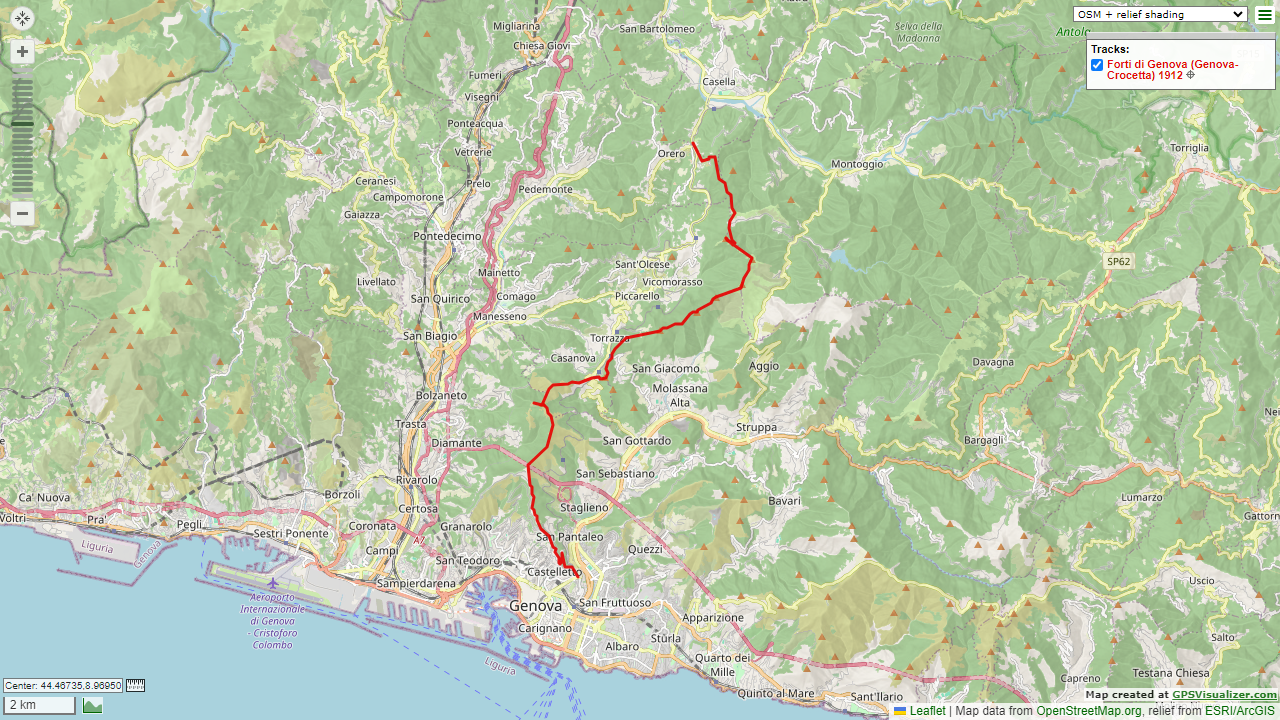 OSM + relief shading
Tracks:
Forti di Genova (Genova-
Crocetta) 1912
Mignanego
Migliarina
Chiesa Giovi
San Bartolomeo
Selva della
Madonna
Antola
Fumeri
Casella
Visegni
Ponteacqua
Vetrerie
Orero
Montoggio
Torriglia
Ceranesi
Prelo
Pedemonte
Campomorone
Gaiazza
Pontedecimo
Sant'Olcese
SP62
Mainetto
Livellato
Vicomorasso
Comago
Piccarello
San Quirico
Manesseno
San Biagio
Torrazza
Casanova
San Giacomo
Aggio
Davagna
Molassana
Alta
Bolzaneto
Trasta
Struppa
Diamante
San Gottardo
Bargagli
San Sebastiano
Rivarolo
Ca' Nuova
Borzoli
Bavari
Lumarzo
Voltri
Pra'
Certosa
Staglieno
Gattorn
Pegli
Coronata
Granarolo
Sestri Ponente
San Pantaleo
A7
Liguria
Genova
Campi
Quezzi
San Teodoro
Castelletto
Sampierdarena
Uscio
Aeroporto
Internazionale
di Genova
- Cristoforo
Colombo
Genova
San Fruttuoso
Apparizione
Carignano
Sturla
Salto
Albaro
Liguria
Quarto dei
Mille
Testana Chiesa
Capreno
Quinto al Mare
Sant'Ilario
Center: 44.46735,8.96950
2 km
Map created at GPSVisualizer.com
Leaflet | Map data from OpenStreetMap.org, relief from ESRI/ArcGIS